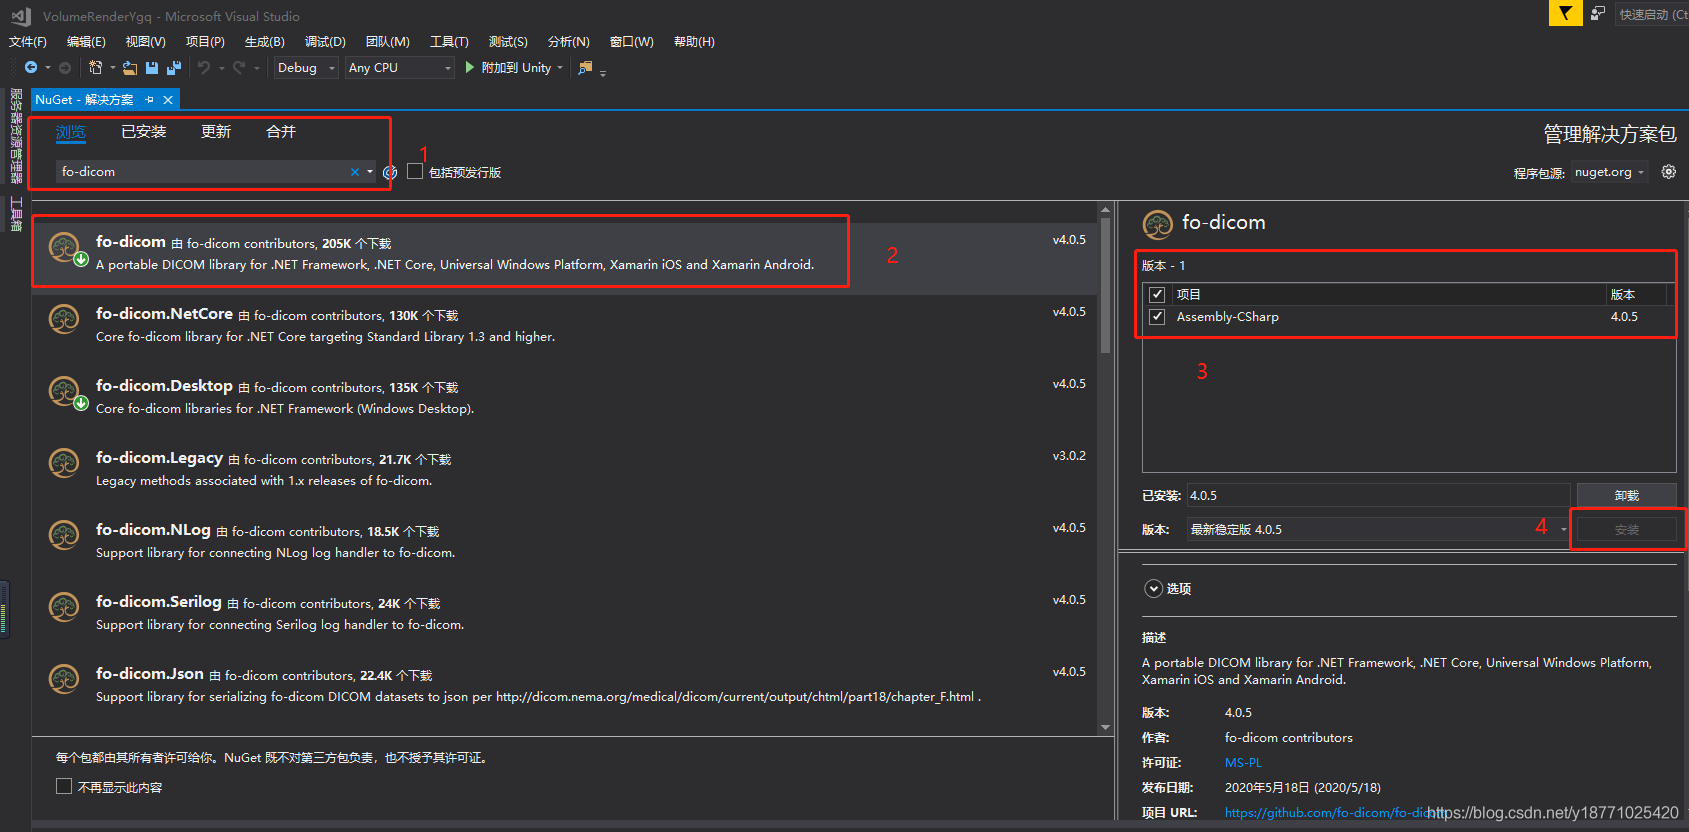 VolumeRenderYgq - Microsoft Visual Studio
快速启动 (Ct
文件(F) 编辑(E) 视图(V) 项目(P) 生成(B) 调试(D) 团队(M) 工具(T) 测试(S) 分析(N) 窗口(W) 帮助(H)
Debug Any CPU 附加到 Unity
服务器资源管理器
工具箱
NuGet - 解决方案
浏览 已安装 更新 合并
管理解决方案包
1
fo-dicom
包括预发行版
程序包源: nuget.org
fo-dicom 由 fo-dicom contributors, 205K 个下载
v4.0.5
A portable DICOM library for .NET Framework, .NET Core, Universal Windows Platform, Xamarin iOS and Xamarin Android.
2
fo-dicom.NetCore 由 fo-dicom contributors, 130K 个下载
v4.0.5
Core fo-dicom library for .NET Core targeting Standard Library 1.3 and higher.
fo-dicom.Desktop 由 fo-dicom contributors, 135K 个下载
v4.0.5
Core fo-dicom libraries for .NET Framework (Windows Desktop).
fo-dicom.Legacy 由 fo-dicom contributors, 21.7K 个下载
v3.0.2
Legacy methods associated with 1.x releases of fo-dicom.
fo-dicom.NLog 由 fo-dicom contributors, 18.5K 个下载
v4.0.5
Support library for connecting NLog log handler to fo-dicom.
fo-dicom.Serilog 由 fo-dicom contributors, 24K 个下载
v4.0.5
Support library for connecting Serilog log handler to fo-dicom.
fo-dicom.Json 由 fo-dicom contributors, 22.4K 个下载
v4.0.5
Support library for serializing fo-dicom DICOM datasets to json per http://dicom.nema.org/medical/dicom/current/output/chtml/part18/chapter_F.html .
每个包都由其所有者许可给你。NuGet 既不对第三方包负责，也不授予其许可证。
不再显示此内容
fo-dicom
版本 - 1
项目 版本
Assembly-CSharp 4.0.5
3
已安装: 4.0.5 卸载
版本: 最新稳定版 4.0.5 4 安装
选项
描述
A portable DICOM library for .NET Framework, .NET Core, Universal Windows Platform,
Xamarin iOS and Xamarin Android.
版本: 4.0.5
作者: fo-dicom contributors
许可证: MS-PL
发布日期: 2020年5月18日 (2020/5/18)
项目 URL: https://github.com/fo-dicom/fo-dicom
https://blog.csdn.net/y18771025420